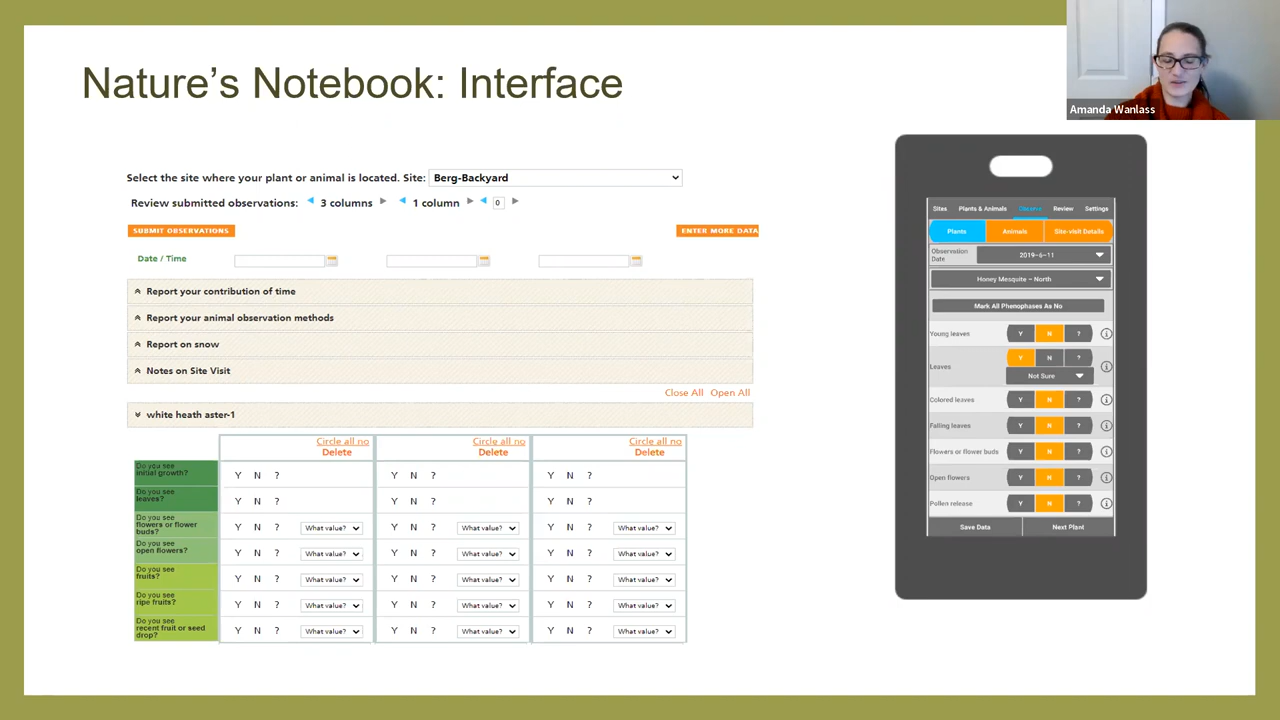 Nature's Notebook: Interface
Amanda Wanlass
Select the site where your plant or animal is located. Site: Berg-Backyard
Review submitted observations: 3 columns 1 column 0
SUBMIT OBSERVATIONS ENTER MORE DATA
Date / Time
Report your contribution of time
Report your animal observation methods
Report on snow
Notes on Site Visit
Close All Open All
white heath aster-1
Circle all no Circle all no Circle all no
Delete Delete Delete
Do you see
initial growth?
Y N ? Y N ? Y N ?
Do you see
leaves?
Y N ? Y N ? Y N ?
Do you see
flowers or flower
buds?
Y N ? What value? Y N ? What value? Y N ? What value?
Do you see
open flowers?
Y N ? What value? Y N ? What value? Y N ? What value?
Do you see
fruits?
Y N ? What value? Y N ? What value? Y N ? What value?
Do you see
ripe fruits?
Y N ? What value? Y N ? What value? Y N ? What value?
Do you see
recent fruit or seed
drop?
Y N ? What value? Y N ? What value? Y N ? What value?
Sites Plants & Animals Observe Review Settings
Plants Animals Site-visit Details
Observation
Date
2019-6-11
Honey Mesquite - North
Mark All Phenophases As No
Young leaves Y N ?
Leaves Y N ?
Not Sure
Colored leaves Y N ?
Falling leaves Y N ?
Flowers or flower buds Y N ?
Open flowers Y N ?
Pollen release Y N ?
Save Data Next Plant